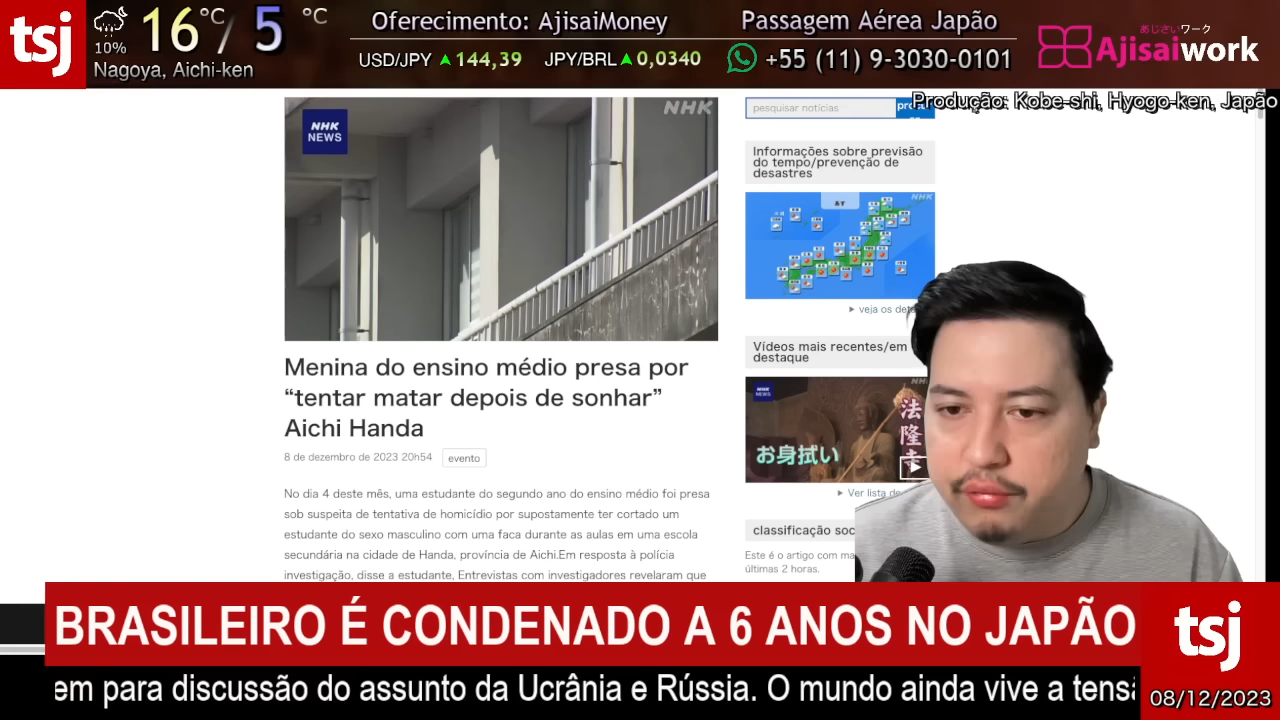 tsj
10%
16°C / 5 °C
Nagoya, Aichi-ken
Oferecimento: AjisaiMoney
USD/JPY 144,39 JPY/BRL 0,0340
Passagem Aérea Japão
+55 (11) 9-3030-0101
あじさいワーク
Ajisaiwork
Produção: Kobe-shi, Hyogo-ken, Japão
NHK
NEWS
NHK
Menina do ensino médio presa por
“tentar matar depois de sonhar”
Aichi Handa
8 de dezembro de 2023 20h54 evento
No dia 4 deste mês, uma estudante do segundo ano do ensino médio foi presa
sob suspeita de tentativa de homicídio por supostamente ter cortado um
estudante do sexo masculino com uma faca durante as aulas em uma escola
secundária na cidade de Handa, província de Aichi.Em resposta à polícia
investigação, disse a estudante, Entrevistas com investigadores revelaram que
pesquisar notícias
Informações sobre previsão
do tempo/prevenção de
desastres
NHK
veja os deta
Vídeos mais recentes/em
destaque
NHK
NEWS
法隆寺
お身拭い
Ver lista de
classificação soc
Este é o artigo com ma
últimas 2 horas.
BRASILEIRO É CONDENADO A 6 ANOS NO JAPÃO
tsj
em para discussão do assunto da Ucrânia e Rússia. O mundo ainda vive a tensã
08/12/2023